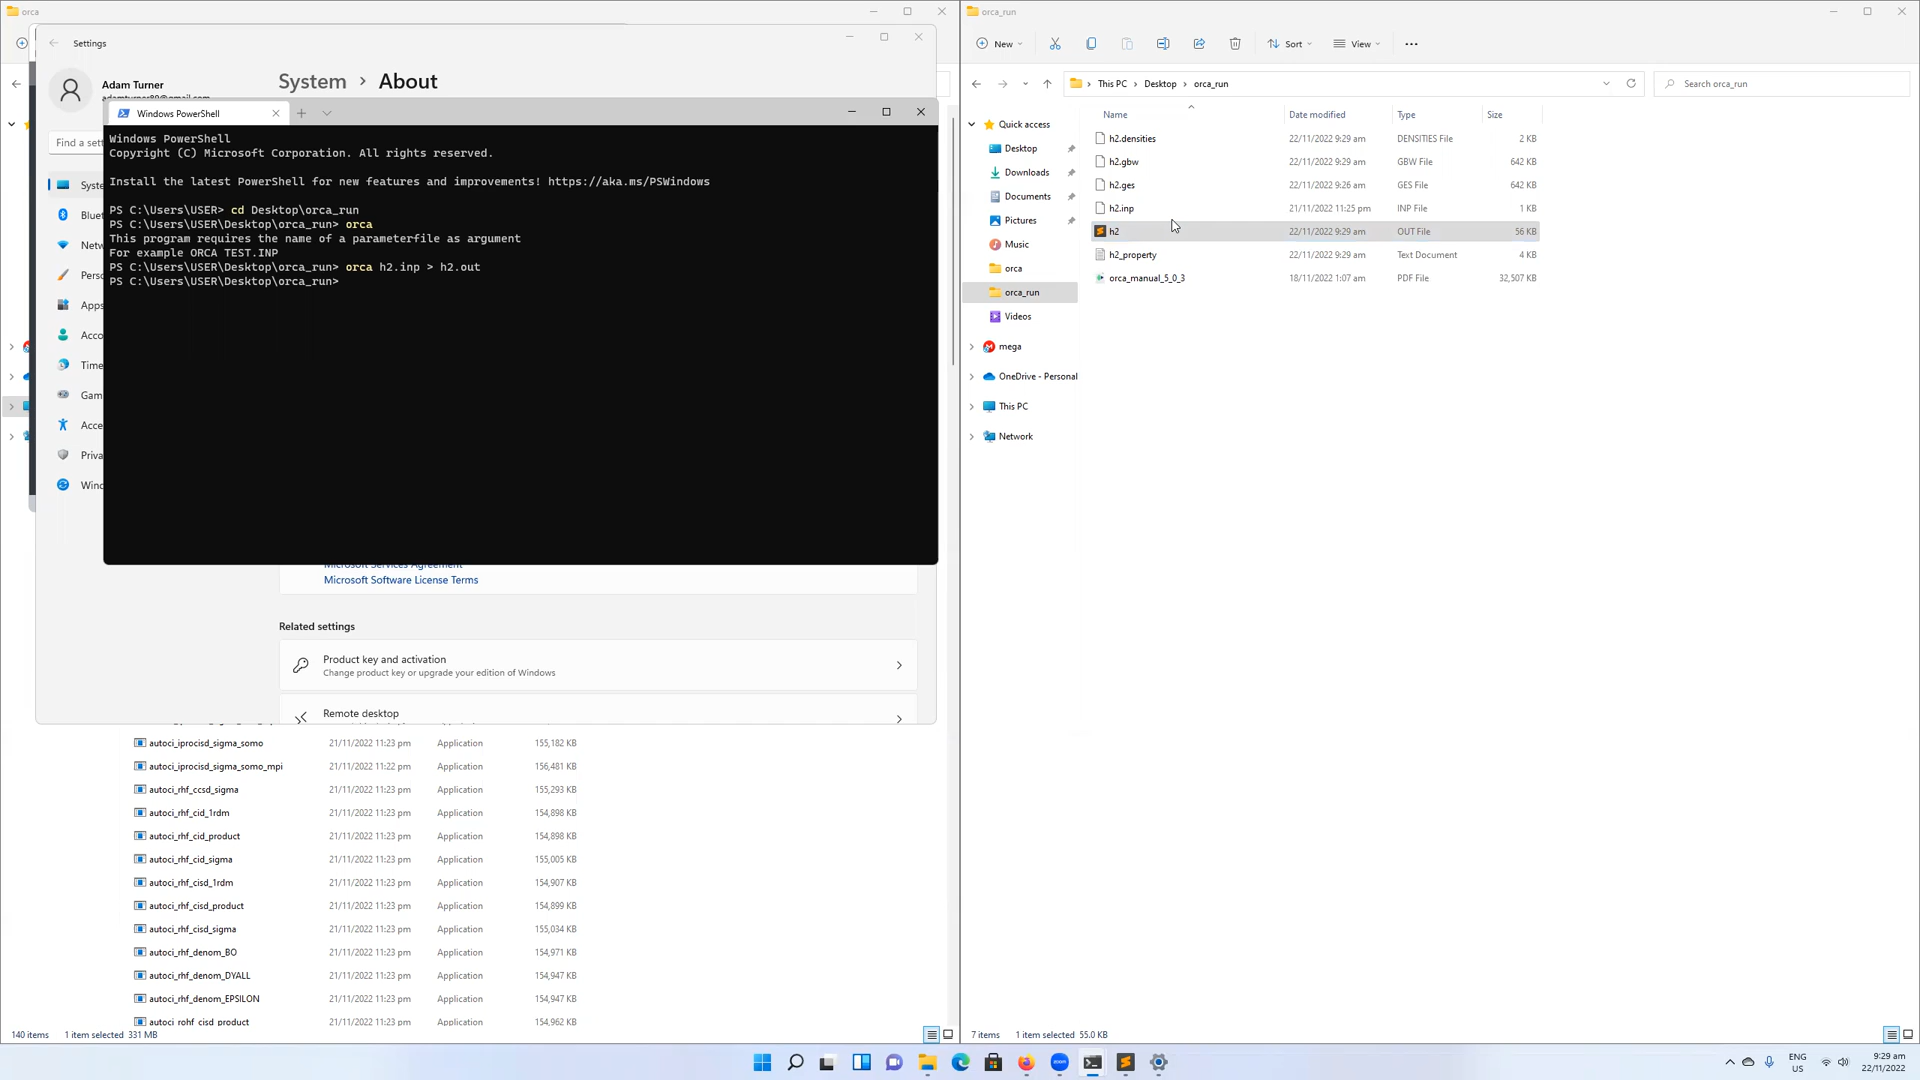 orca
Settings
Adam Turner
System > About
Find a sett
Syste
Bluet
Netw
Perso
Apps
Acco
Time
Gam
Acce
Priva
Wind
Windows PowerShell
Windows PowerShell
Copyright (C) Microsoft Corporation. All rights reserved.
Install the latest PowerShell for new features and improvements! https://aka.ms/PSWindows
PS C:\Users\USER> cd Desktop\orca_run
PS C:\Users\USER\Desktop\orca_run> orca
This program requires the name of a parameterfile as argument
For example ORCA TEST.INP
PS C:\Users\USER\Desktop\orca_run> orca h2.inp > h2.out
PS C:\Users\USER\Desktop\orca_run>
Microsoft Services Agreement
Microsoft Software License Terms
Related settings
Product key and activation
Change product key or upgrade your edition of Windows
Remote desktop
autoci_iprocisd_sigma_somo 21/11/2022 11:23 pm Application 155,182 KB
autoci_iprocisd_sigma_somo_mpi 21/11/2022 11:22 pm Application 156,481 KB
autoci_rhf_ccsd_sigma 21/11/2022 11:23 pm Application 155,293 KB
autoci_rhf_cid_1rdm 21/11/2022 11:23 pm Application 154,898 KB
autoci_rhf_cid_product 21/11/2022 11:23 pm Application 154,898 KB
autoci_rhf_cid_sigma 21/11/2022 11:23 pm Application 155,005 KB
autoci_rhf_cisd_1rdm 21/11/2022 11:23 pm Application 154,907 KB
autoci_rhf_cisd_product 21/11/2022 11:23 pm Application 154,899 KB
autoci_rhf_cisd_sigma 21/11/2022 11:23 pm Application 155,034 KB
autoci_rhf_denom_BO 21/11/2022 11:23 pm Application 154,971 KB
autoci_rhf_denom_DYALL 21/11/2022 11:23 pm Application 154,947 KB
autoci_rhf_denom_EPSILON 21/11/2022 11:23 pm Application 154,947 KB
autoci_rohf_cisd_product 21/11/2022 11:23 pm Application 154,962 KB
140 items 1 item selected 331 MB
orca_run
New Sort View
This PC > Desktop > orca_run
Search orca_run
Name Date modified Type Size
Quick access
Desktop
Downloads
Documents
Pictures
Music
orca
orca_run
Videos
mega
OneDrive - Personal
This PC
Network
h2.densities 22/11/2022 9:29 am DENSITIES File 2 KB
h2.gbw 22/11/2022 9:29 am GBW File 642 KB
h2.ges 22/11/2022 9:26 am GES File 642 KB
h2.inp 21/11/2022 11:25 pm INP File 1 KB
h2 22/11/2022 9:29 am OUT File 56 KB
h2_property 22/11/2022 9:29 am Text Document 4 KB
orca_manual_5_0_3 18/11/2022 1:07 am PDF File 32,507 KB
7 items 1 item selected 55.0 KB
zoom
ENG
US
9:29 am
22/11/2022